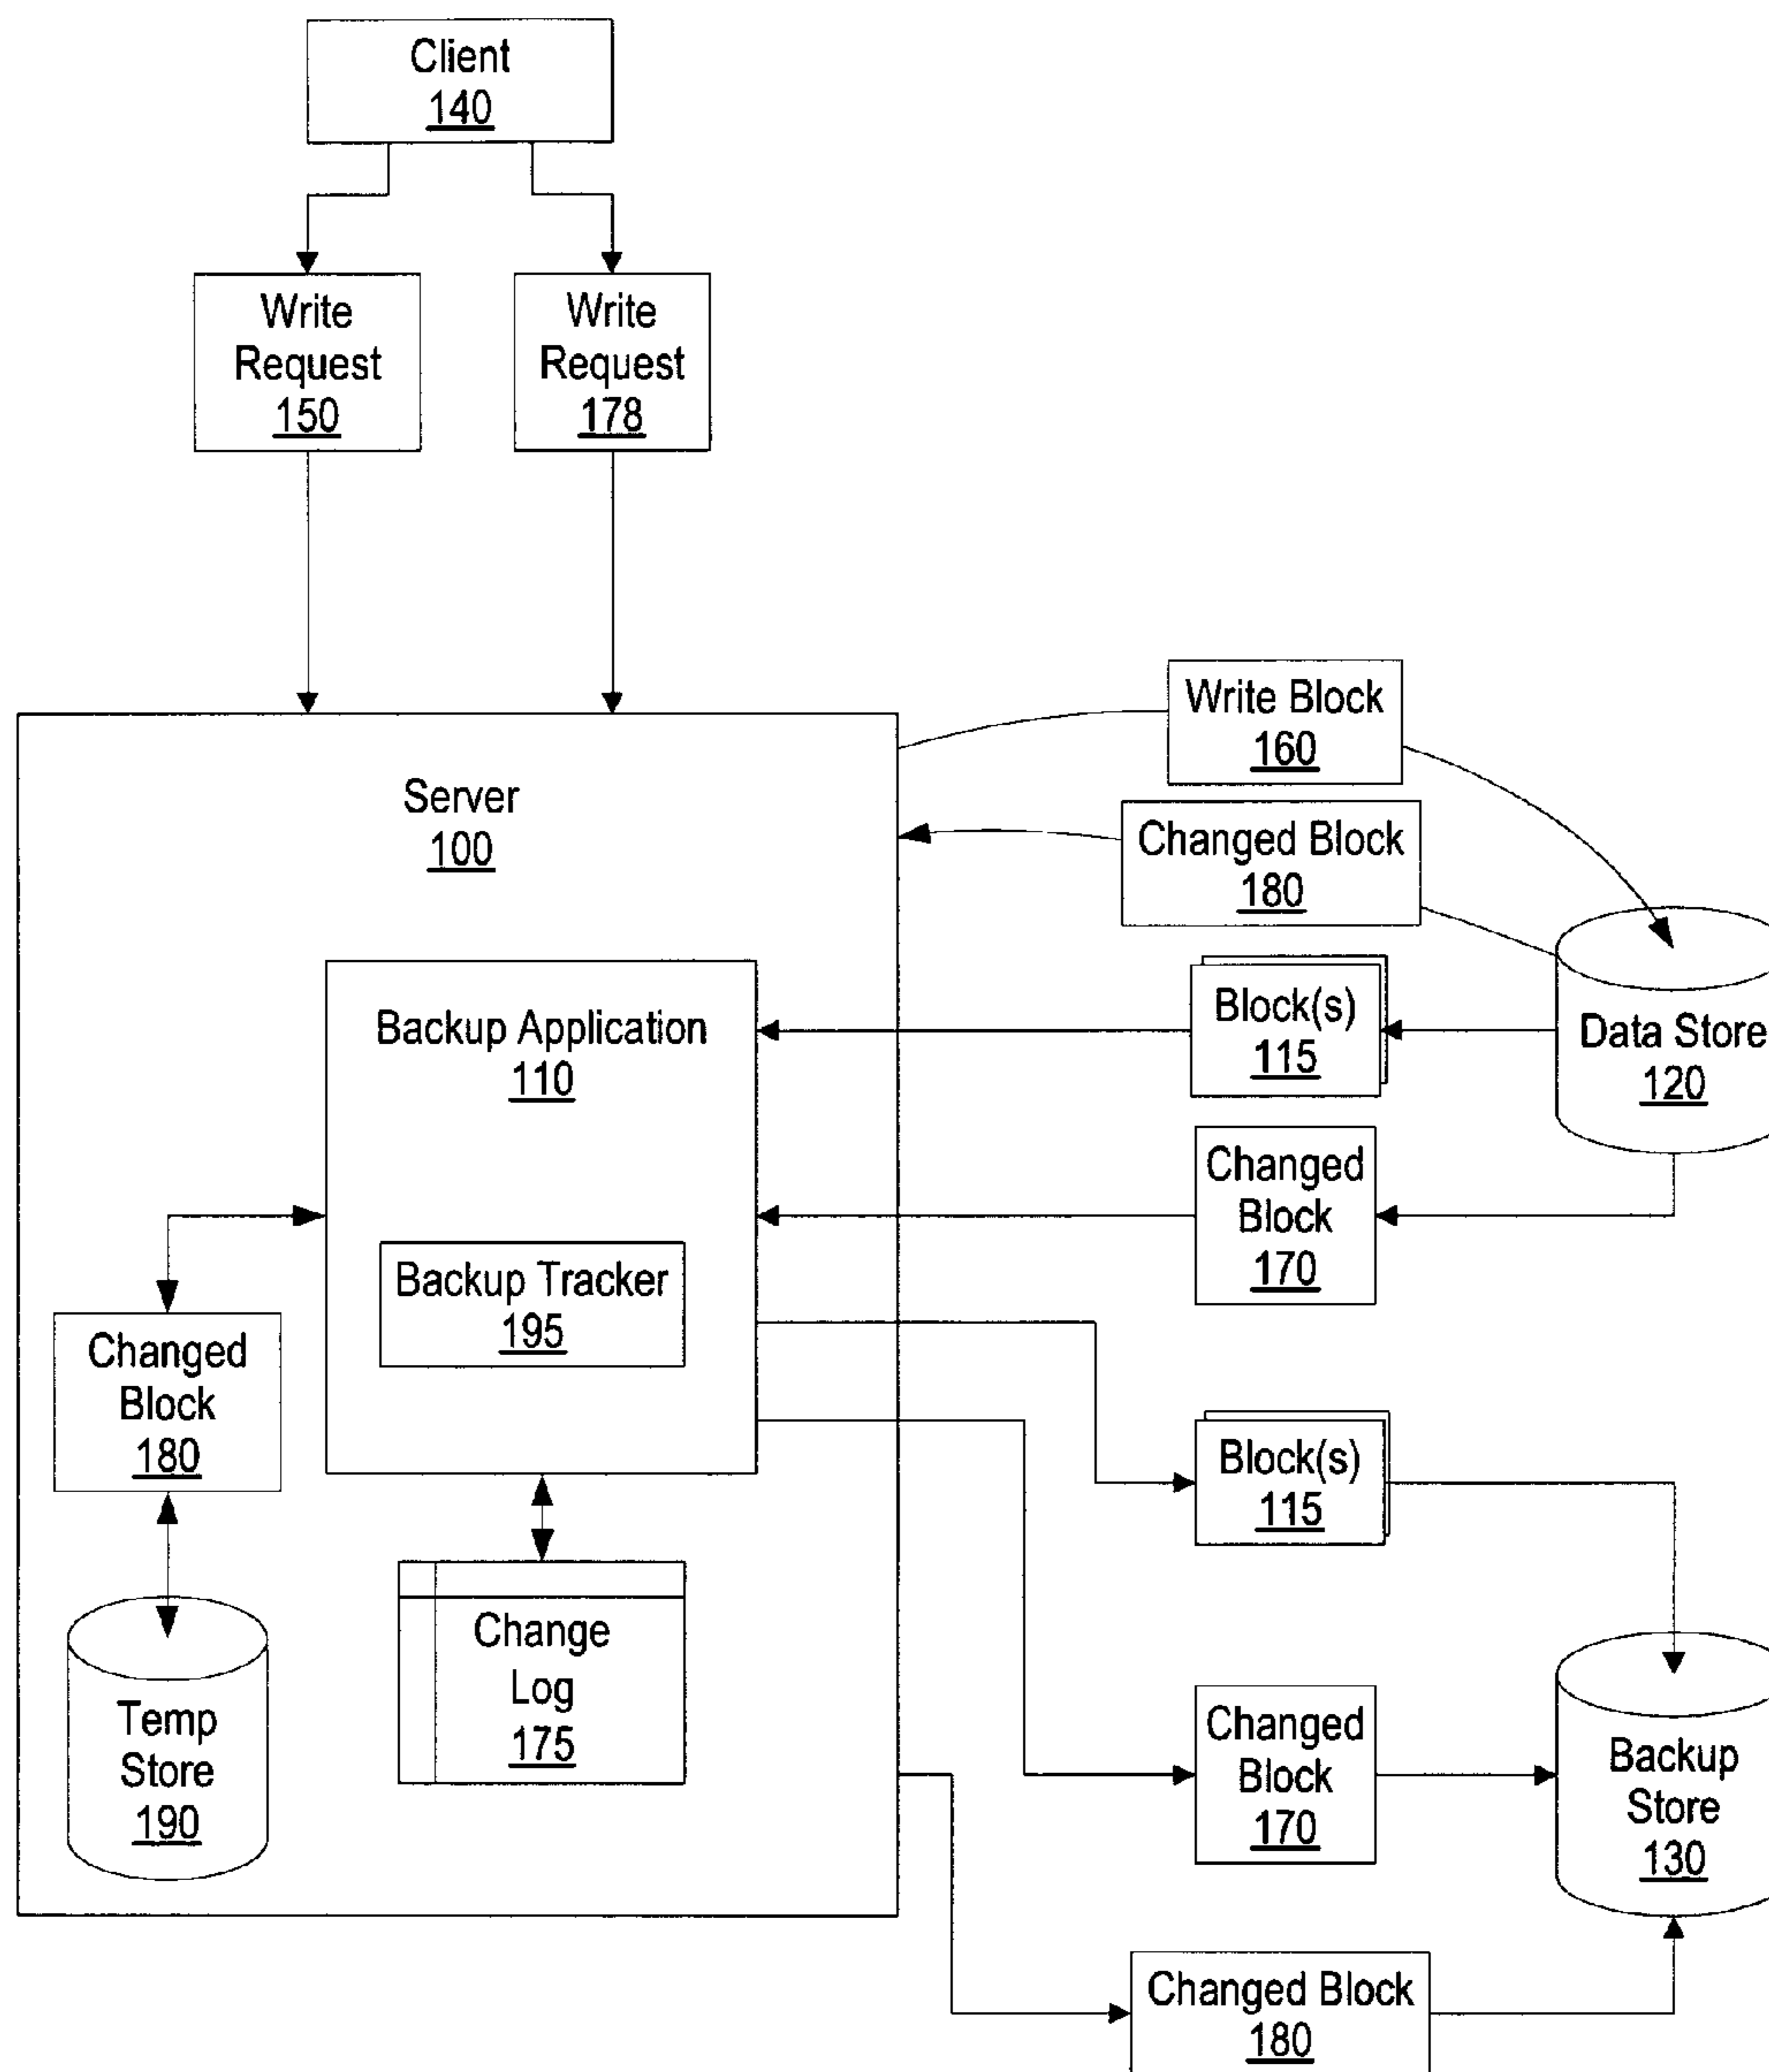 Client
140
Write
Request
150
Write
Request
178
Write Block
160
Server
100
Changed Block
180
Backup Application
110
Block(s)
115
Data Store
120
Changed
Block
170
Backup Tracker
195
Changed
Block
180
Block(s)
115
Change
Log
175
Temp
Store
190
Changed
Block
170
Backup
Store
130
Changed Block
180